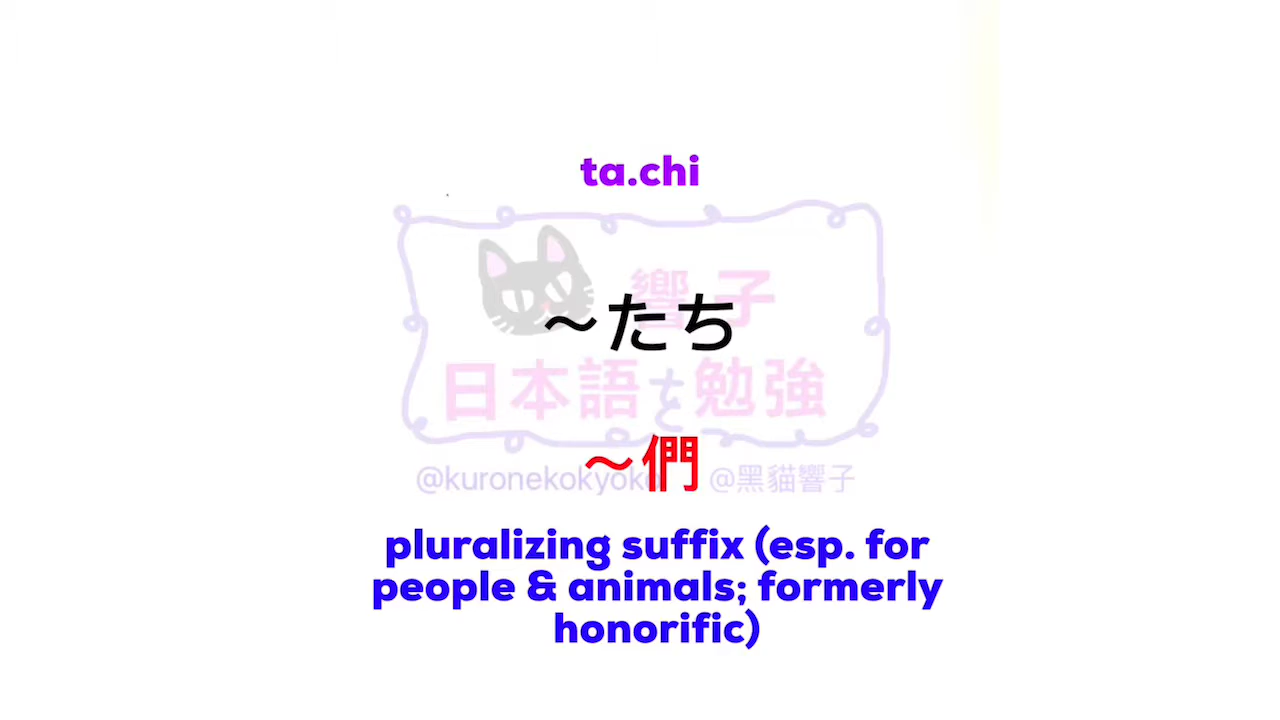 ta.chi
～たち
響子
日本語を勉強
～們
@kuronekokyoko @黑貓響子
pluralizing suffix (esp. for
people & animals; formerly
honorific)